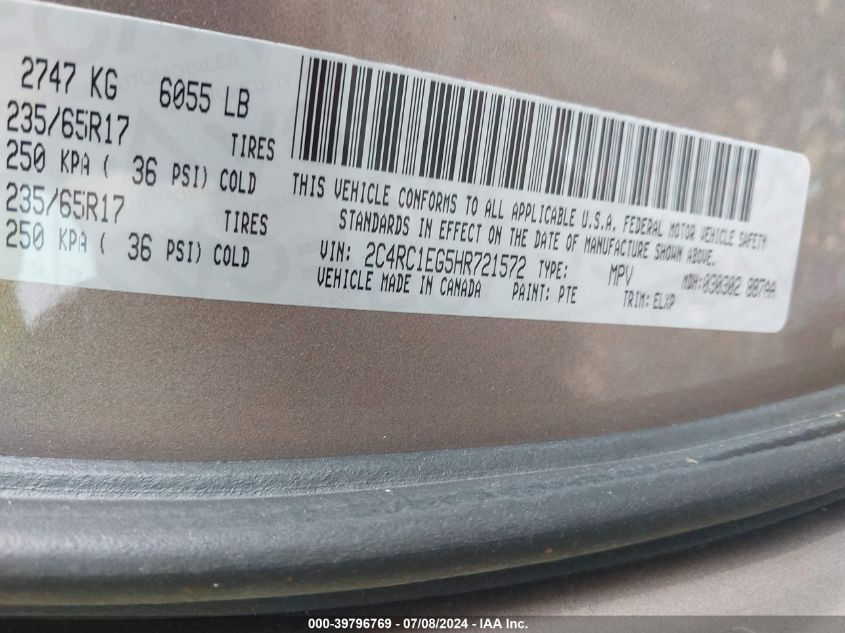 2747 KG 6055 LB
235/65R17 TIRES
250 KPA ( 36 PSI) COLD
235/65R17 TIRES
250 KPA ( 36 PSI) COLD
THIS VEHICLE CONFORMS TO ALL APPLICABLE U.S.A. FEDERAL MOTOR VEHICLE SAFETY
STANDARDS IN EFFECT ON THE DATE OF MANUFACTURE SHOWN ABOVE.
VIN: 2C4RC1EG5HR721572 TYPE: MPV MDH:030302 387AA
VEHICLE MADE IN CANADA PAINT: PTE TRIM: ELXP
000-39796769 - 07/08/2024 - IAA Inc.